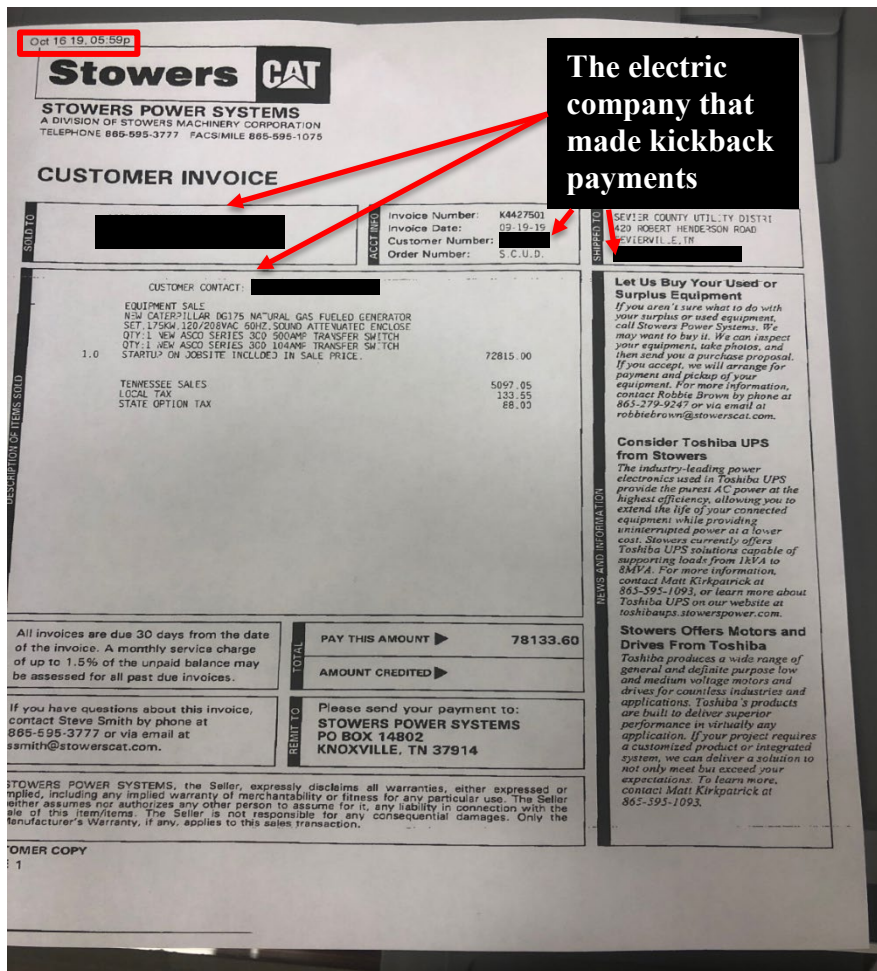 Oct 16 19, 05:59p
Stowers CAT
STOWERS POWER SYSTEMS
A DIVISION OF STOWERS MACHINERY CORPORATION
TELEPHONE 865-595-3777 FACSIMILE 865-595-1075
The electric
company that
made kickback
payments
CUSTOMER INVOICE
SOLD TO
ACCT INFO
Invoice Number: K4427501
Invoice Date: 09-19-19
Customer Number:
Order Number: S.C.U.D.
SHIPPED TO
SEVIER COUNTY UTILITY DISTRI
420 ROBERT HENDERSON ROAD
SEVIERVILLE, TN
DESCRIPTION OF ITEMS SOLD
CUSTOMER CONTACT:
EQUIPMENT SALE
NEW CATERPILLAR DG175 NATURAL GAS FUELED GENERATOR
SET,175KW,120/208VAC 60HZ,SOUND ATTENUATED ENCLOSE
QTY:1 NEW ASCO SERIES 300 500AMP TRANSFER SWITCH
QTY:1 NEW ASCO SERIES 300 104AMP TRANSFER SWITCH
1.0 STARTUP ON JOBSITE INCLUDED IN SALE PRICE. 72815.00
TENNESSEE SALES 5097.05
LOCAL TAX 133.55
STATE OPTION TAX 88.00
NEWS AND INFORMATION
Let Us Buy Your Used or
Surplus Equipment
If you aren't sure what to do with
your surplus or used equipment,
call Stowers Power Systems. We
may want to buy it. We can inspect
your equipment, take photos, and
then send you a purchase proposal.
If you accept, we will arrange for
payment and pickup of your
equipment. For more information,
contact Robbie Brown by phone at
865-279-9247 or via email at
robbiebrown@stowerscat.com.
Consider Toshiba UPS
from Stowers
The industry-leading power
electronics used in Toshiba UPS
provide the purest AC power at the
highest efficiency, allowing you to
extend the life of your connected
equipment while providing
uninterrupted power at a lower
cost. Stowers currently offers
Toshiba UPS solutions capable of
supporting loads from 1kVA to
8MVA. For more information,
contact Matt Kirkpatrick at
865-595-1093, or learn more about
Toshiba UPS on our website at
toshibaups.stowerspower.com.
Stowers Offers Motors and
Drives From Toshiba
Toshiba produces a wide range of
general and definite purpose low
and medium voltage motors and
drives for countless industries and
applications. Toshiba's products
are built to deliver superior
performance in virtually any
application. If your project requires
a customized product or integrated
system, we can deliver a solution to
not only meet but exceed your
expectations. To learn more,
contact Matt Kirkpatrick at
865-595-1093.
All invoices are due 30 days from the date
of the invoice. A monthly service charge
of up to 1.5% of the unpaid balance may
be assessed for all past due invoices.
TOTAL
PAY THIS AMOUNT 78133.60
AMOUNT CREDITED
If you have questions about this invoice,
contact Steve Smith by phone at
865-595-3777 or via email at
ssmith@stowerscat.com.
REMIT TO
Please send your payment to:
STOWERS POWER SYSTEMS
PO BOX 14802
KNOXVILLE, TN 37914
STOWERS POWER SYSTEMS, the Seller, expressly disclaims all warranties, either expressed or
implied, including any implied warranty of merchantability or fitness for any particular use. The Seller
neither assumes nor authorizes any other person to assume for it, any liability in connection with the
sale of this item/items. The Seller is not responsible for any consequential damages. Only the
Manufacturer's Warranty, if any, applies to this sales transaction.
TOMER COPY
E 1